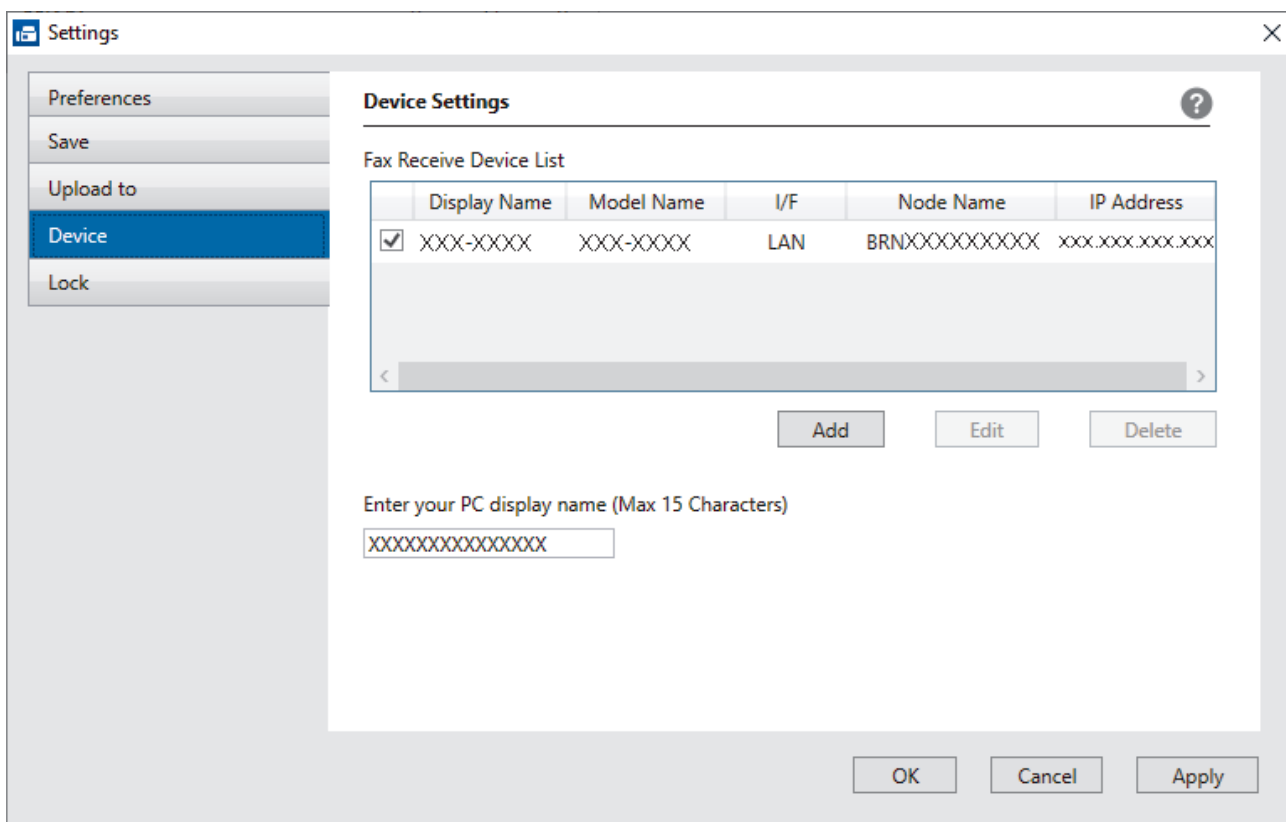 Settings
Preferences
Save
Upload to
Device
Lock
Device Settings
?
Fax Receive Device List
Display Name Model Name I/F Node Name IP Address
XXX-XXXX XXX-XXXX LAN BRNXXXXXXXXX XXX.XXX.XXX.XXX
Add Edit Delete
Enter your PC display name (Max 15 Characters)
XXXXXXXXXXXXXXX
OK Cancel Apply